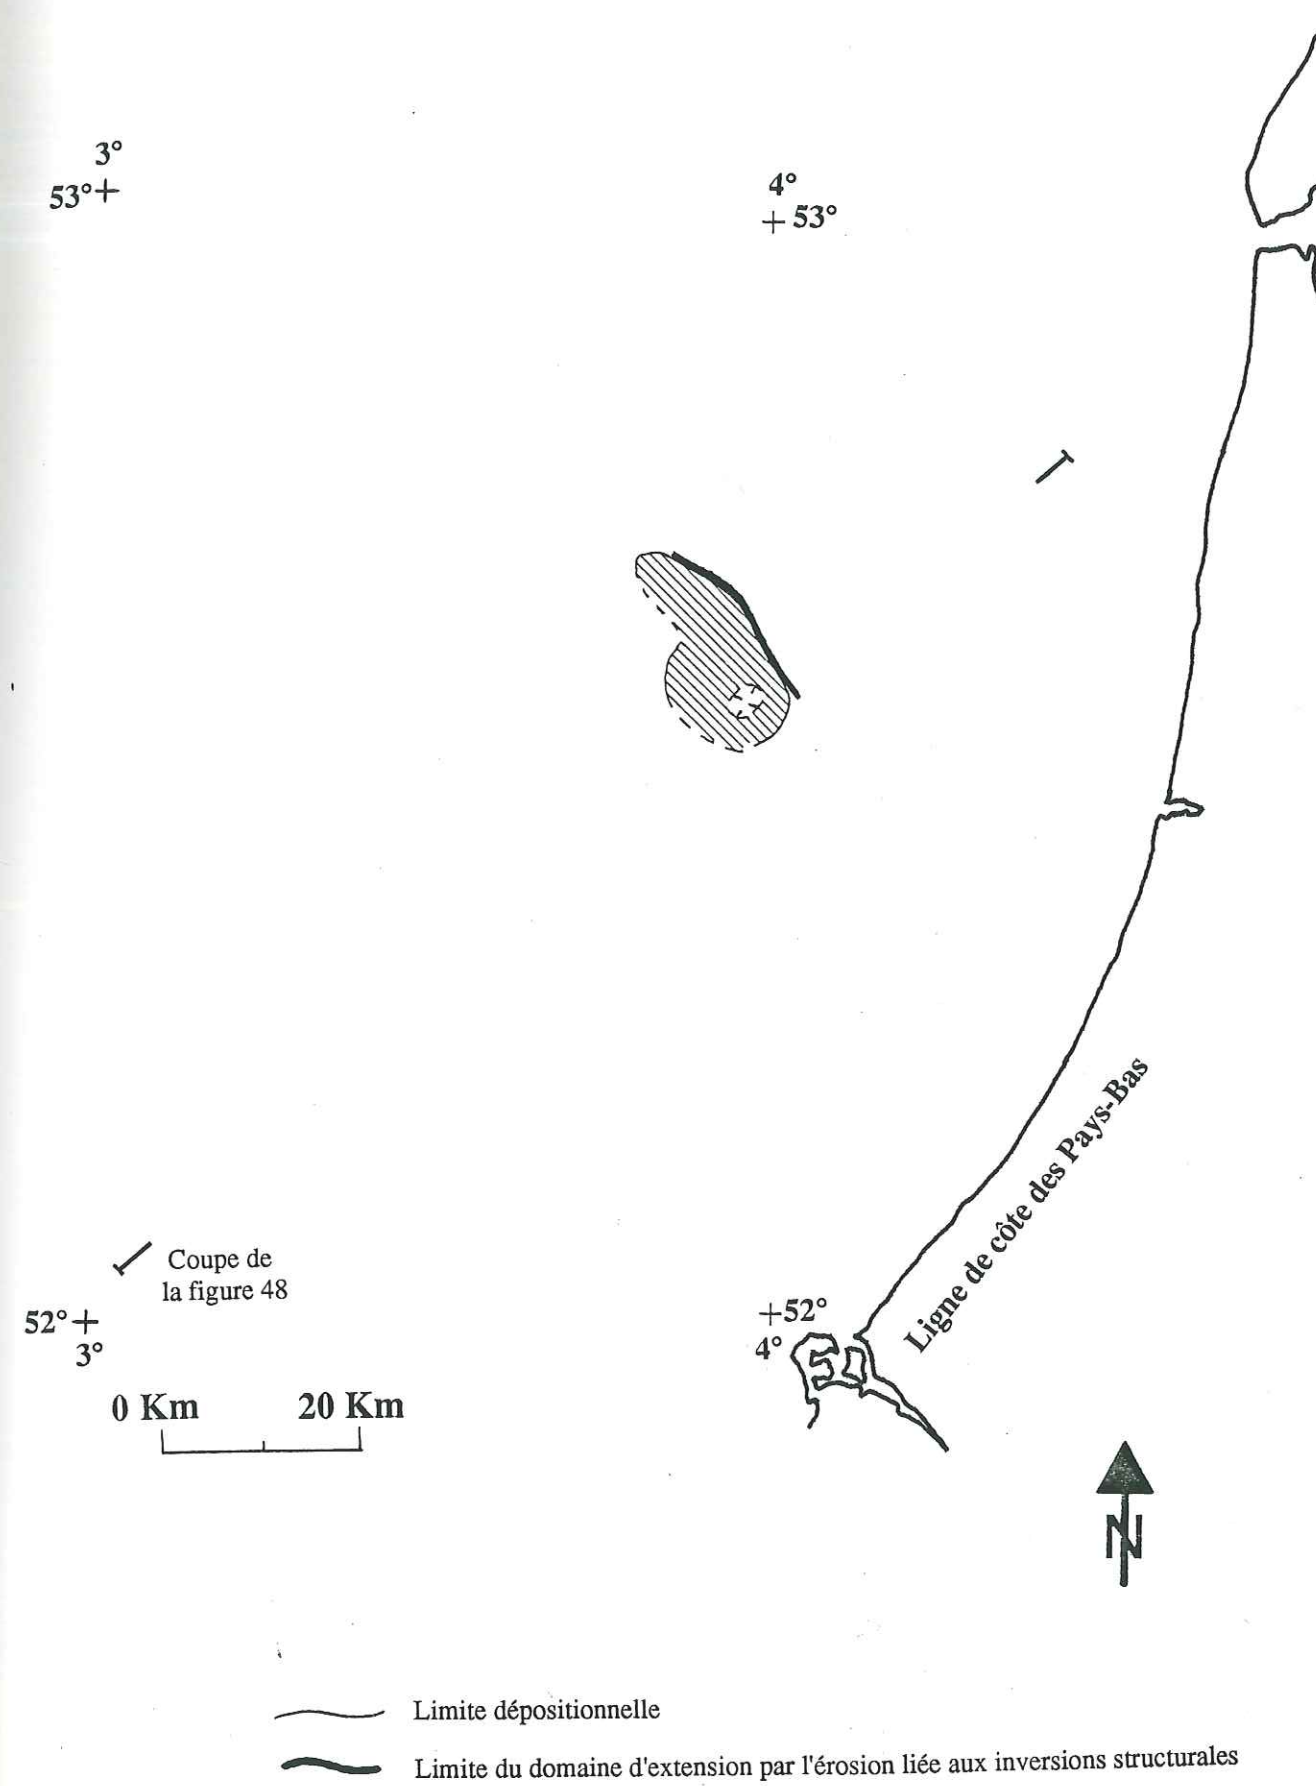 3°
53°+
4°
+ 53°
Ligne de côte des Pays-Bas
Coupe de
la figure 48
52°+
3°
+52°
4°
0 Km 20 Km
N
Limite dépositionnelle
Limite du domaine d'extension par l'érosion liée aux inversions structurales